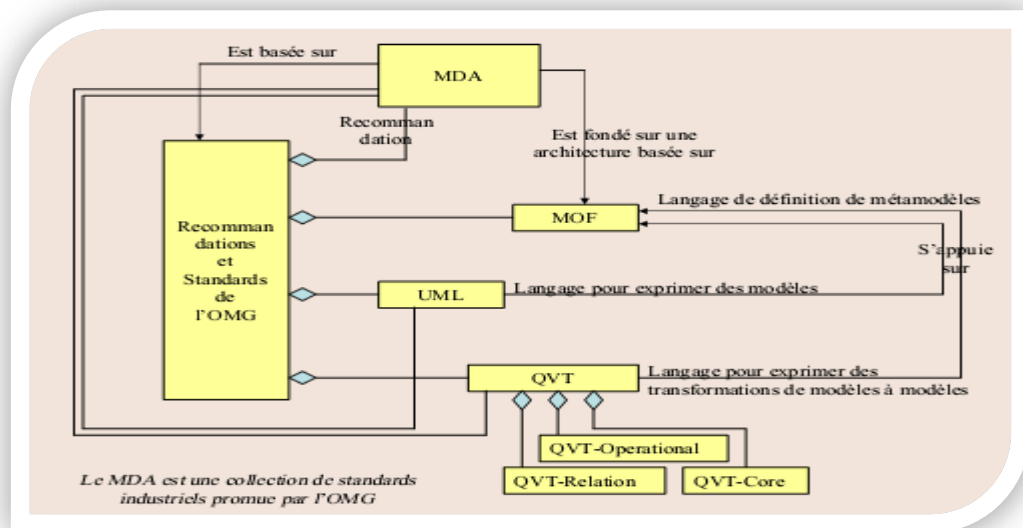 Est basée sur
MDA
Recomman
dation
Est fondé sur une
architecture basée sur
Recomman
dations
et
Standards
de
l'OMG
MOF
Langage de définition de métamodèles
S'appuie
sur
UML
Langage pour exprimer des modèles
QVT
Langage pour exprimer des
transformations de modèles à modèles
QVT-Operational
QVT-Relation
QVT-Core
Le MDA est une collection de standards
industriels promue par l'OMG